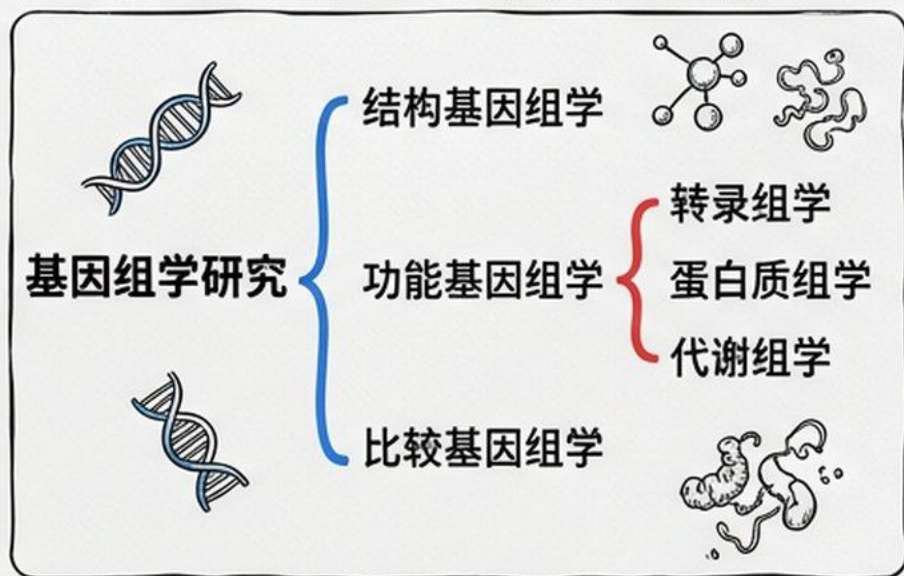 基因组学研究
结构基因组学
功能基因组学
转录组学
蛋白质组学
代谢组学
比较基因组学